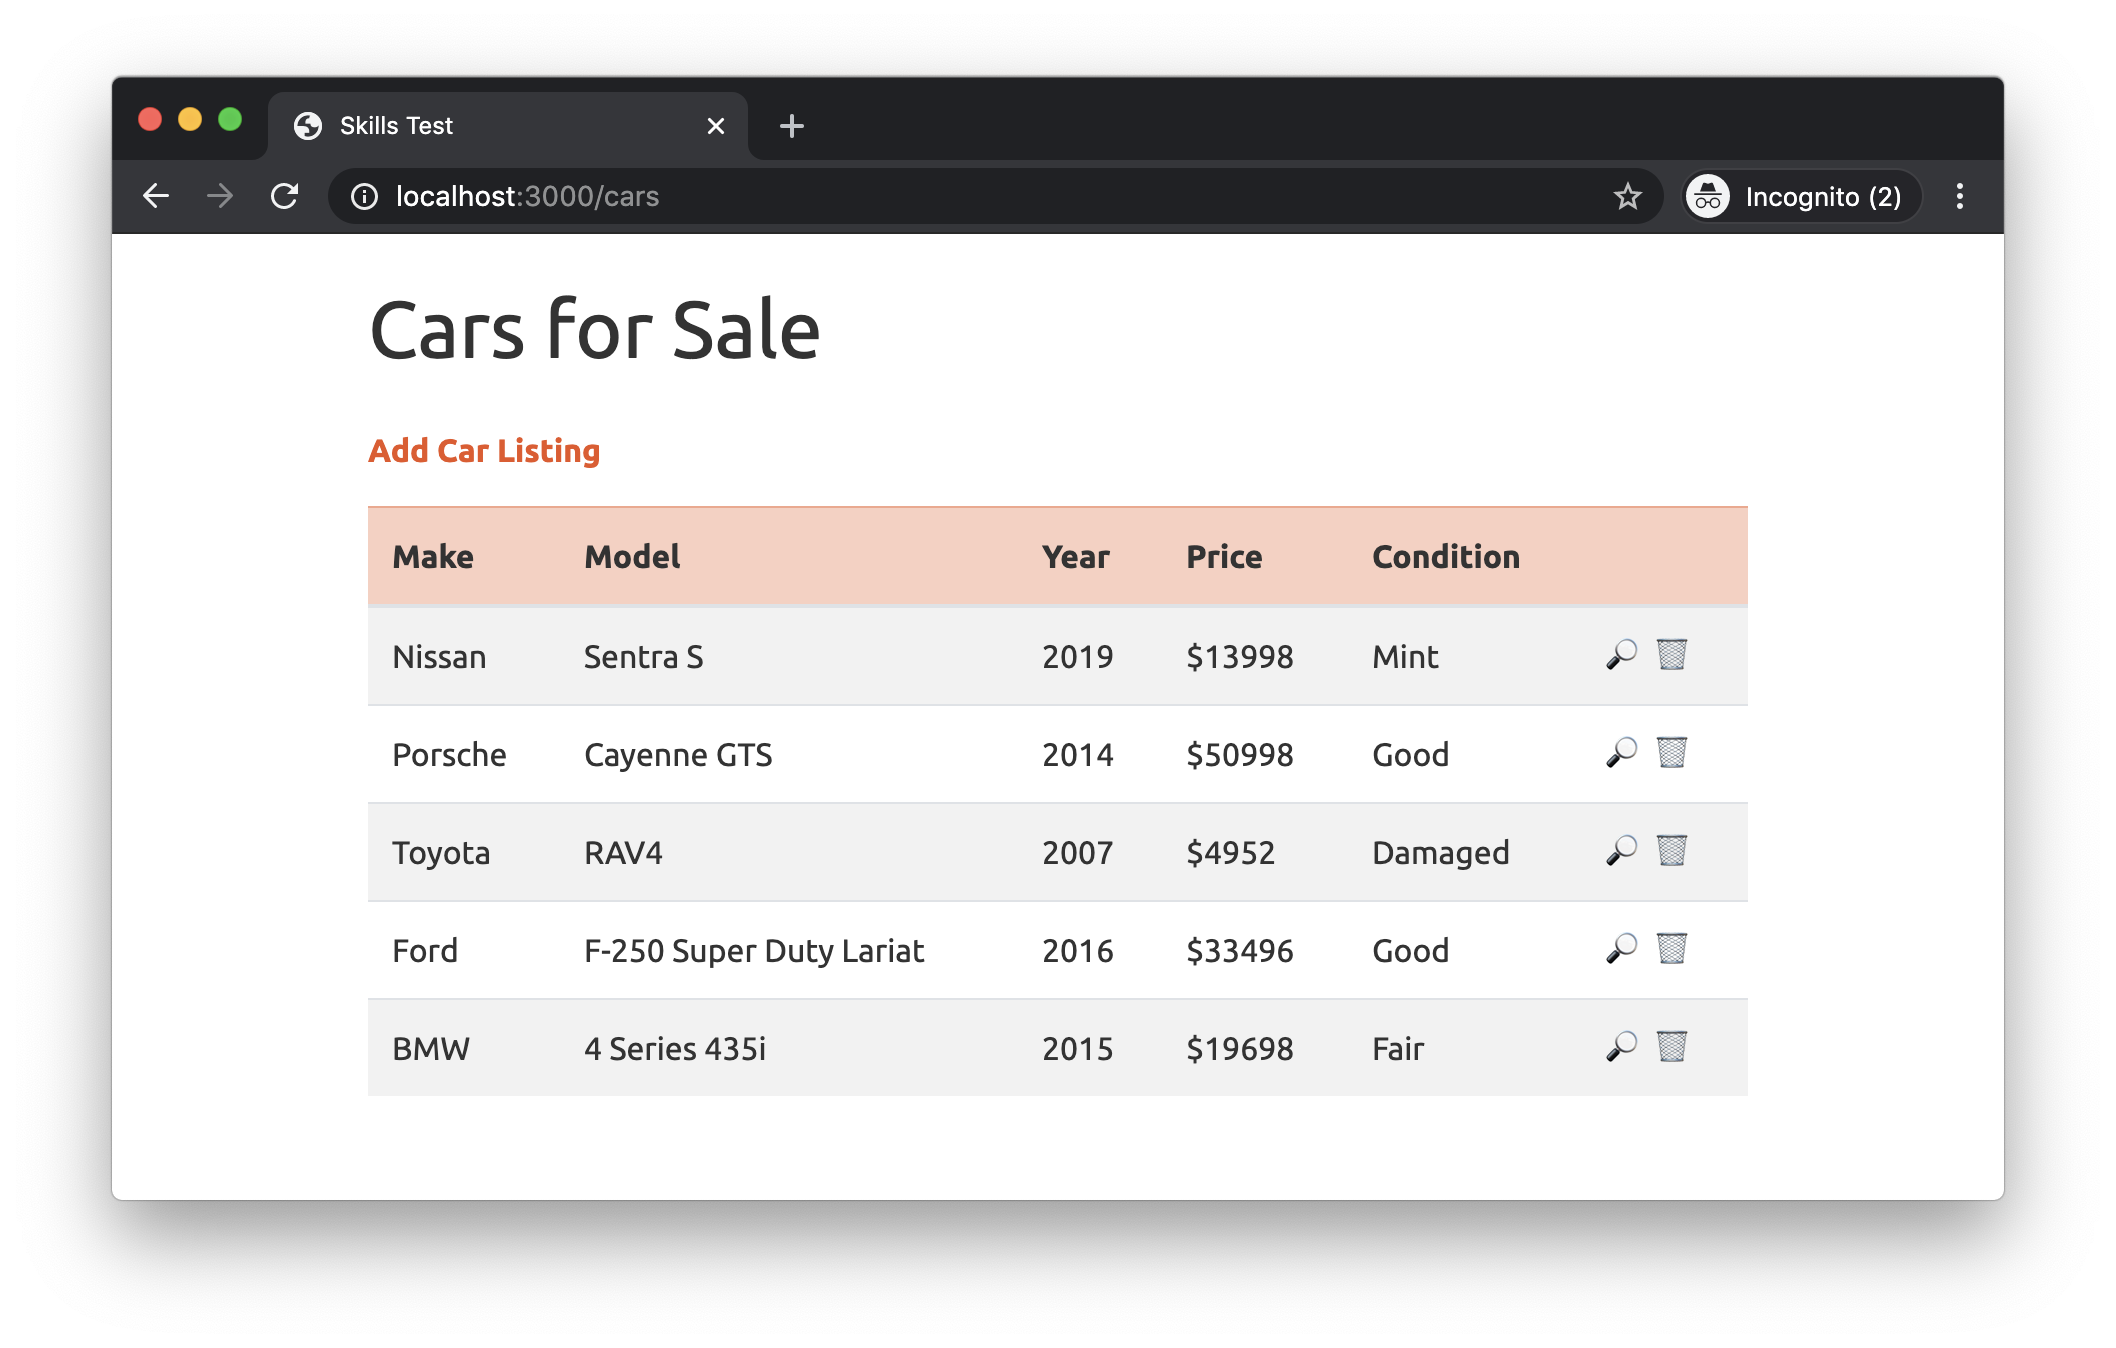 Skills Test
localhost:3000/cars
Incognito (2)
Cars for Sale
Add Car Listing
Make Model Year Price Condition
Nissan Sentra S 2019 $13998 Mint
Porsche Cayenne GTS 2014 $50998 Good
Toyota RAV4 2007 $4952 Damaged
Ford F-250 Super Duty Lariat 2016 $33496 Good
BMW 4 Series 435i 2015 $19698 Fair